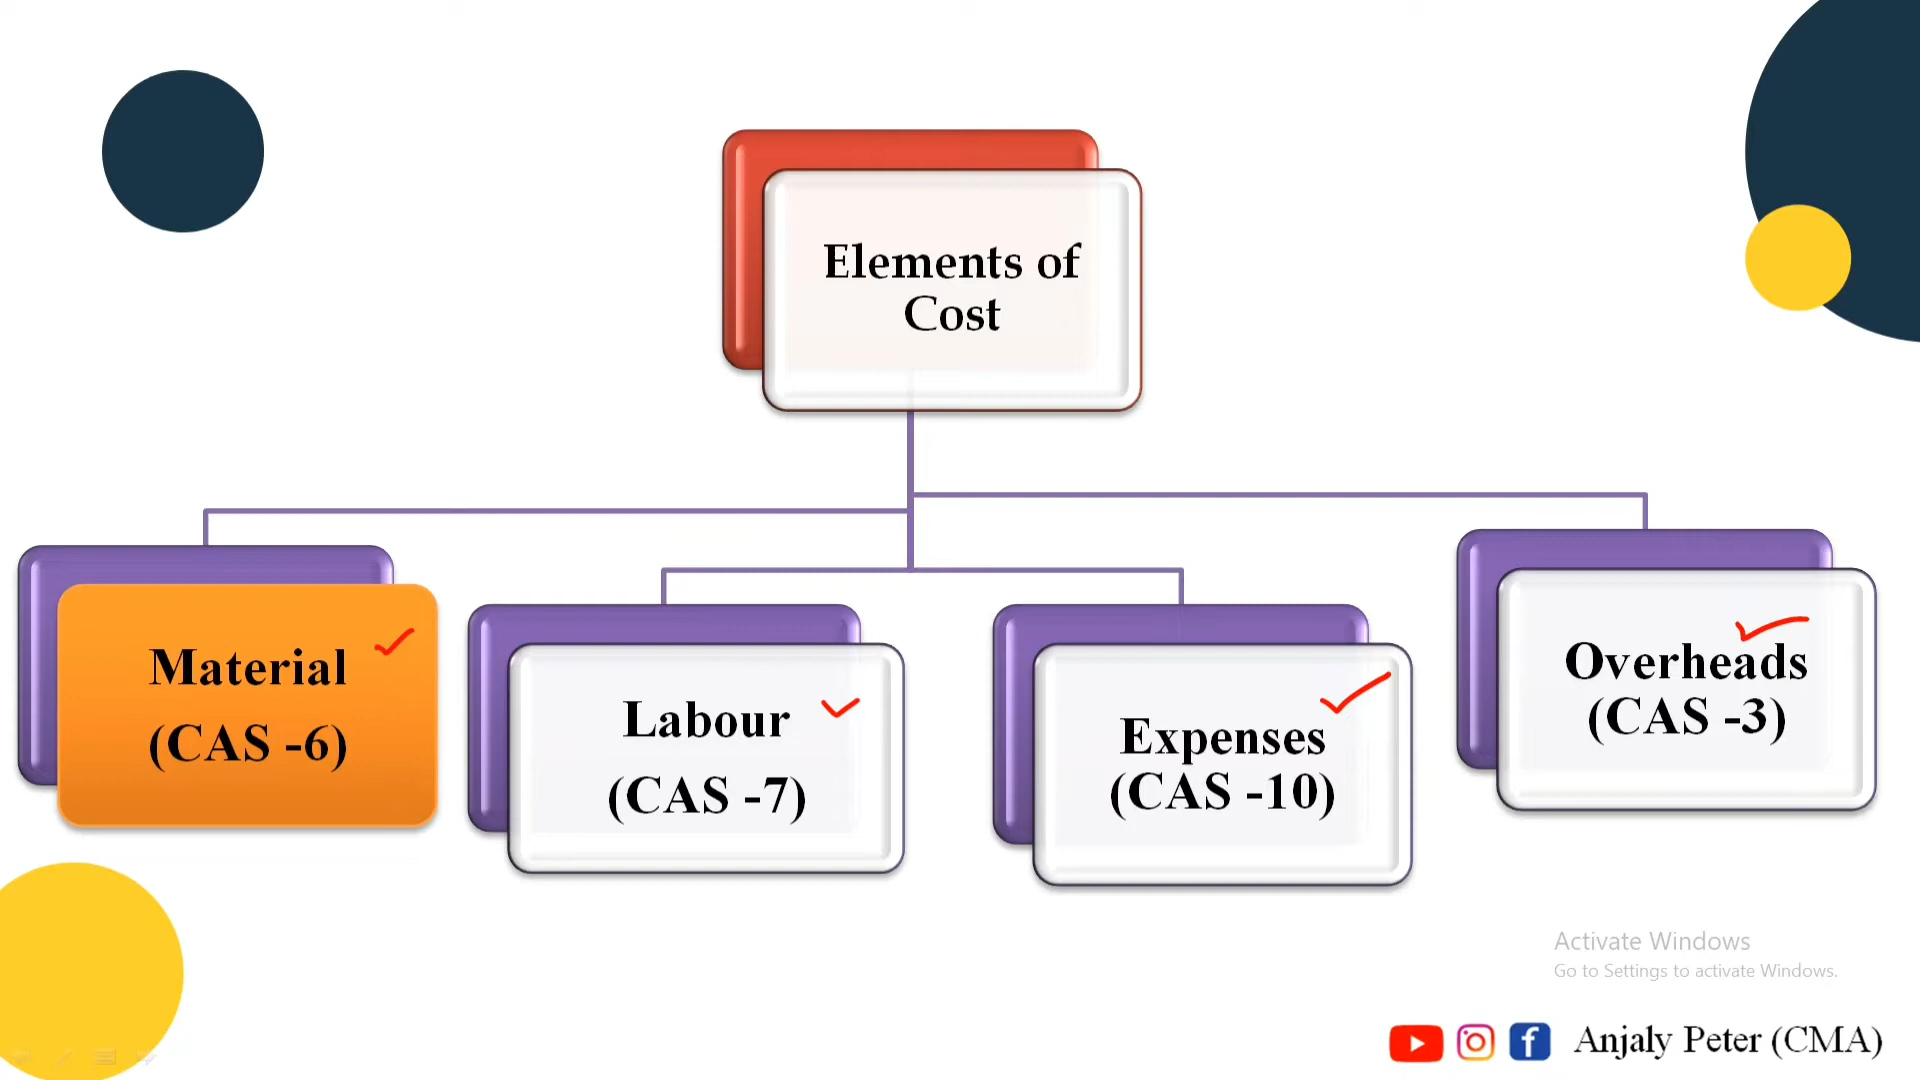 Elements of
Cost
Material
(CAS -6)
Labour
(CAS -7)
Expenses
(CAS -10)
Overheads
(CAS -3)
Activate Windows
Go to Settings to activate Windows.
Anjaly Peter (CMA)